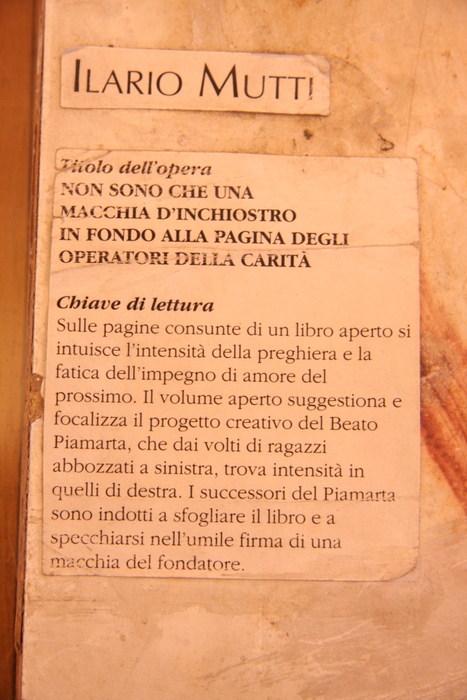 ILARIO MUTTI
Titolo dell'opera
NON SONO CHE UNA
MACCHIA D'INCHIOSTRO
IN FONDO ALLA PAGINA DEGLI
OPERATORI DELLA CARITÀ
Chiave di lettura
Sulle pagine consunte di un libro aperto si
intuisce l'intensità della preghiera e la
fatica dell'impegno di amore del
prossimo. Il volume aperto suggestiona e
focalizza il progetto creativo del Beato
Piamarta, che dai volti di ragazzi
abbozzati a sinistra, trova intensità in
quelli di destra. I successori del Piamarta
sono indotti a sfogliare il libro e a
specchiarsi nell'umile firma di una
macchia del fondatore.